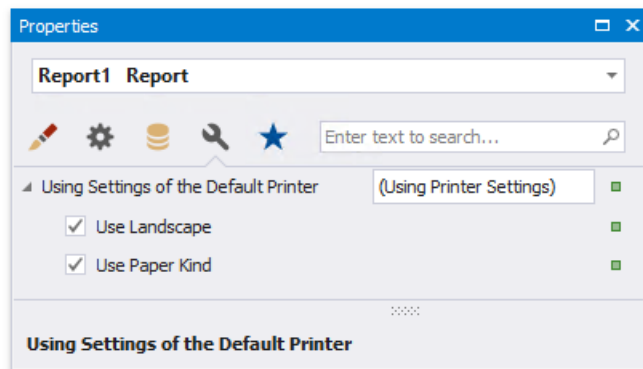 Properties
Report1 Report
Enter text to search...
Using Settings of the Default Printer (Using Printer Settings)
Use Landscape
Use Paper Kind
Using Settings of the Default Printer